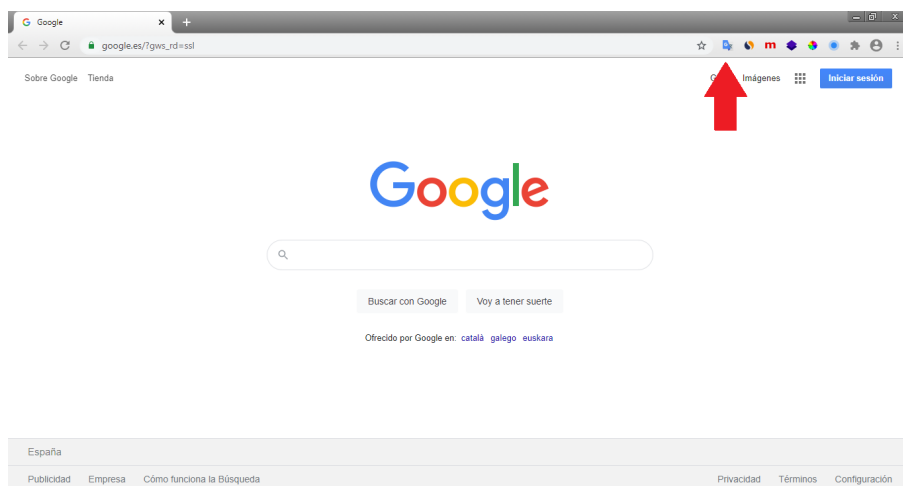 Google
google.es/?gws_rd=ssl
Sobre Google Tienda
Imágenes Iniciar sesión
Google
Buscar con Google Voy a tener suerte
Ofrecido por Google en: català galego euskara
España
Publicidad Empresa Cómo funciona la Búsqueda
Privacidad Términos Configuración